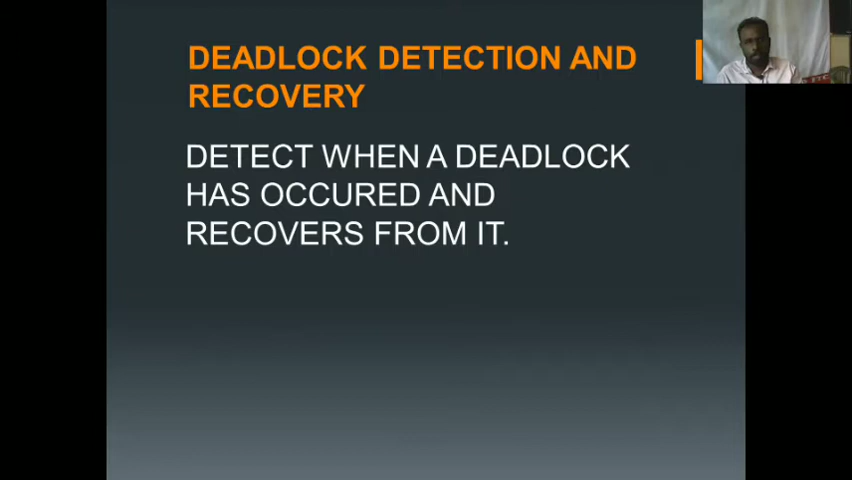 DEADLOCK DETECTION AND
RECOVERY
DETECT WHEN A DEADLOCK
HAS OCCURED AND
RECOVERS FROM IT.